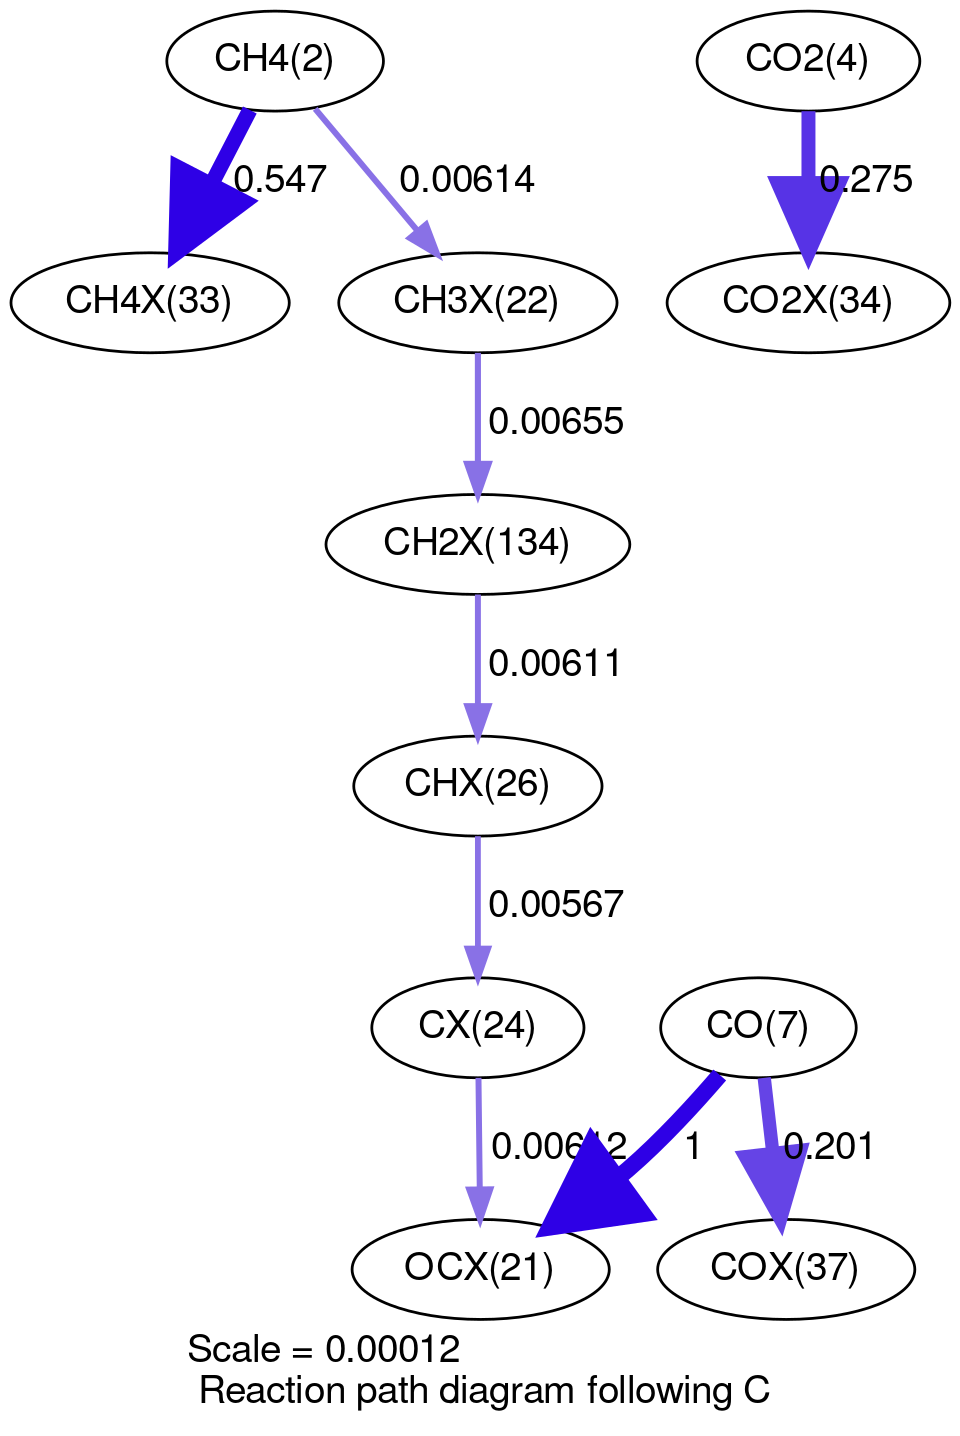 CH4(2)
CO2(4)
0.547
0.00614
0.275
CH4X(33)
CH3X(22)
CO2X(34)
0.00655
CH2X(134)
0.00611
CHX(26)
0.00567
CX(24)
CO(7)
0.00612
1
0.201
OCX(21)
COX(37)
Scale = 0.00012
Reaction path diagram following C